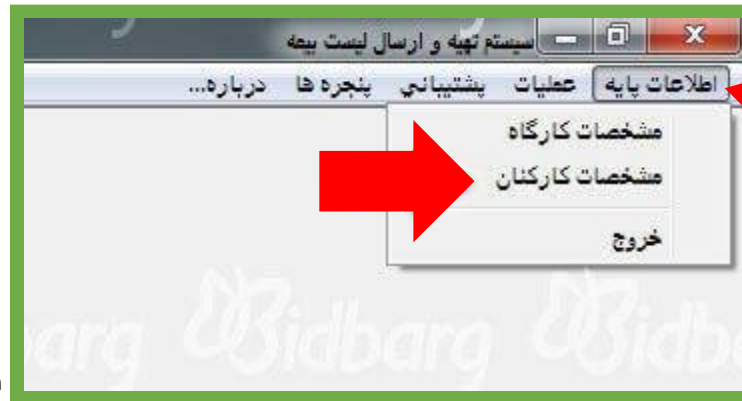 سیستم تهیه و ارسال لیست بیمه
اطلاعات پایه عملیات پشتیبانی پنجره ها درباره...
مشخصات کارگاه
مشخصات کارکنان
خروج
Bidbarg Bidbarg